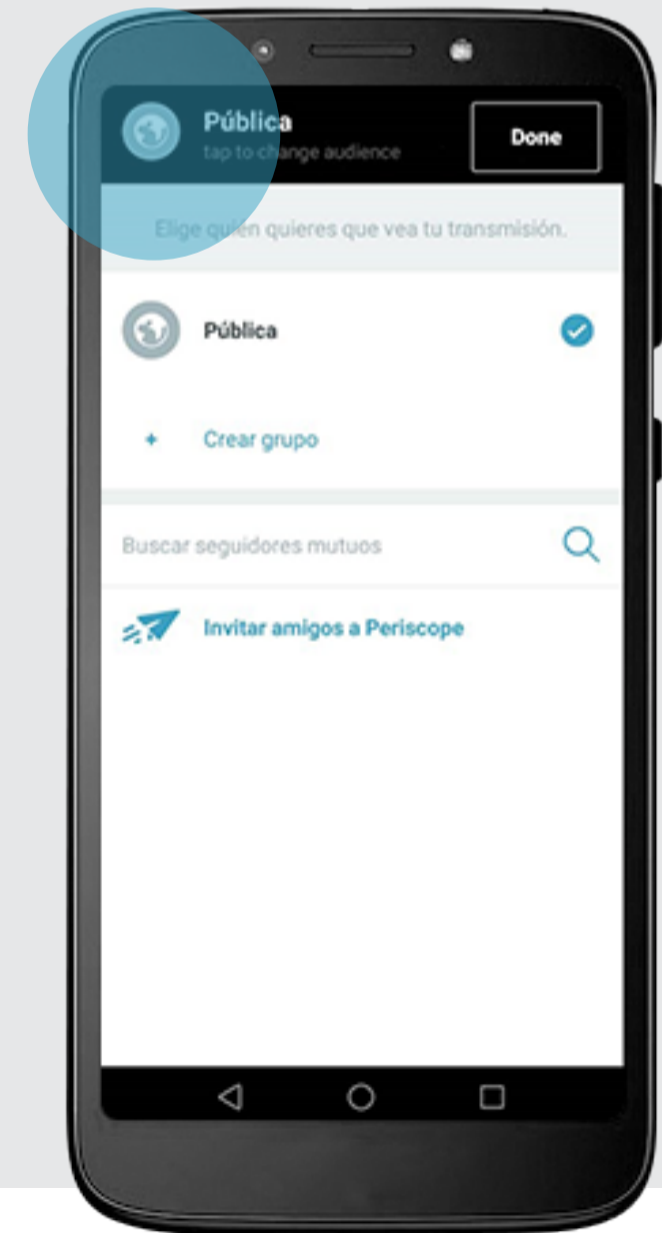 Pública
tap to change audience
Done
Elige quién quieres que vea tu transmisión.
Pública
+ Crear grupo
Buscar seguidores mutuos
Invitar amigos a Periscope